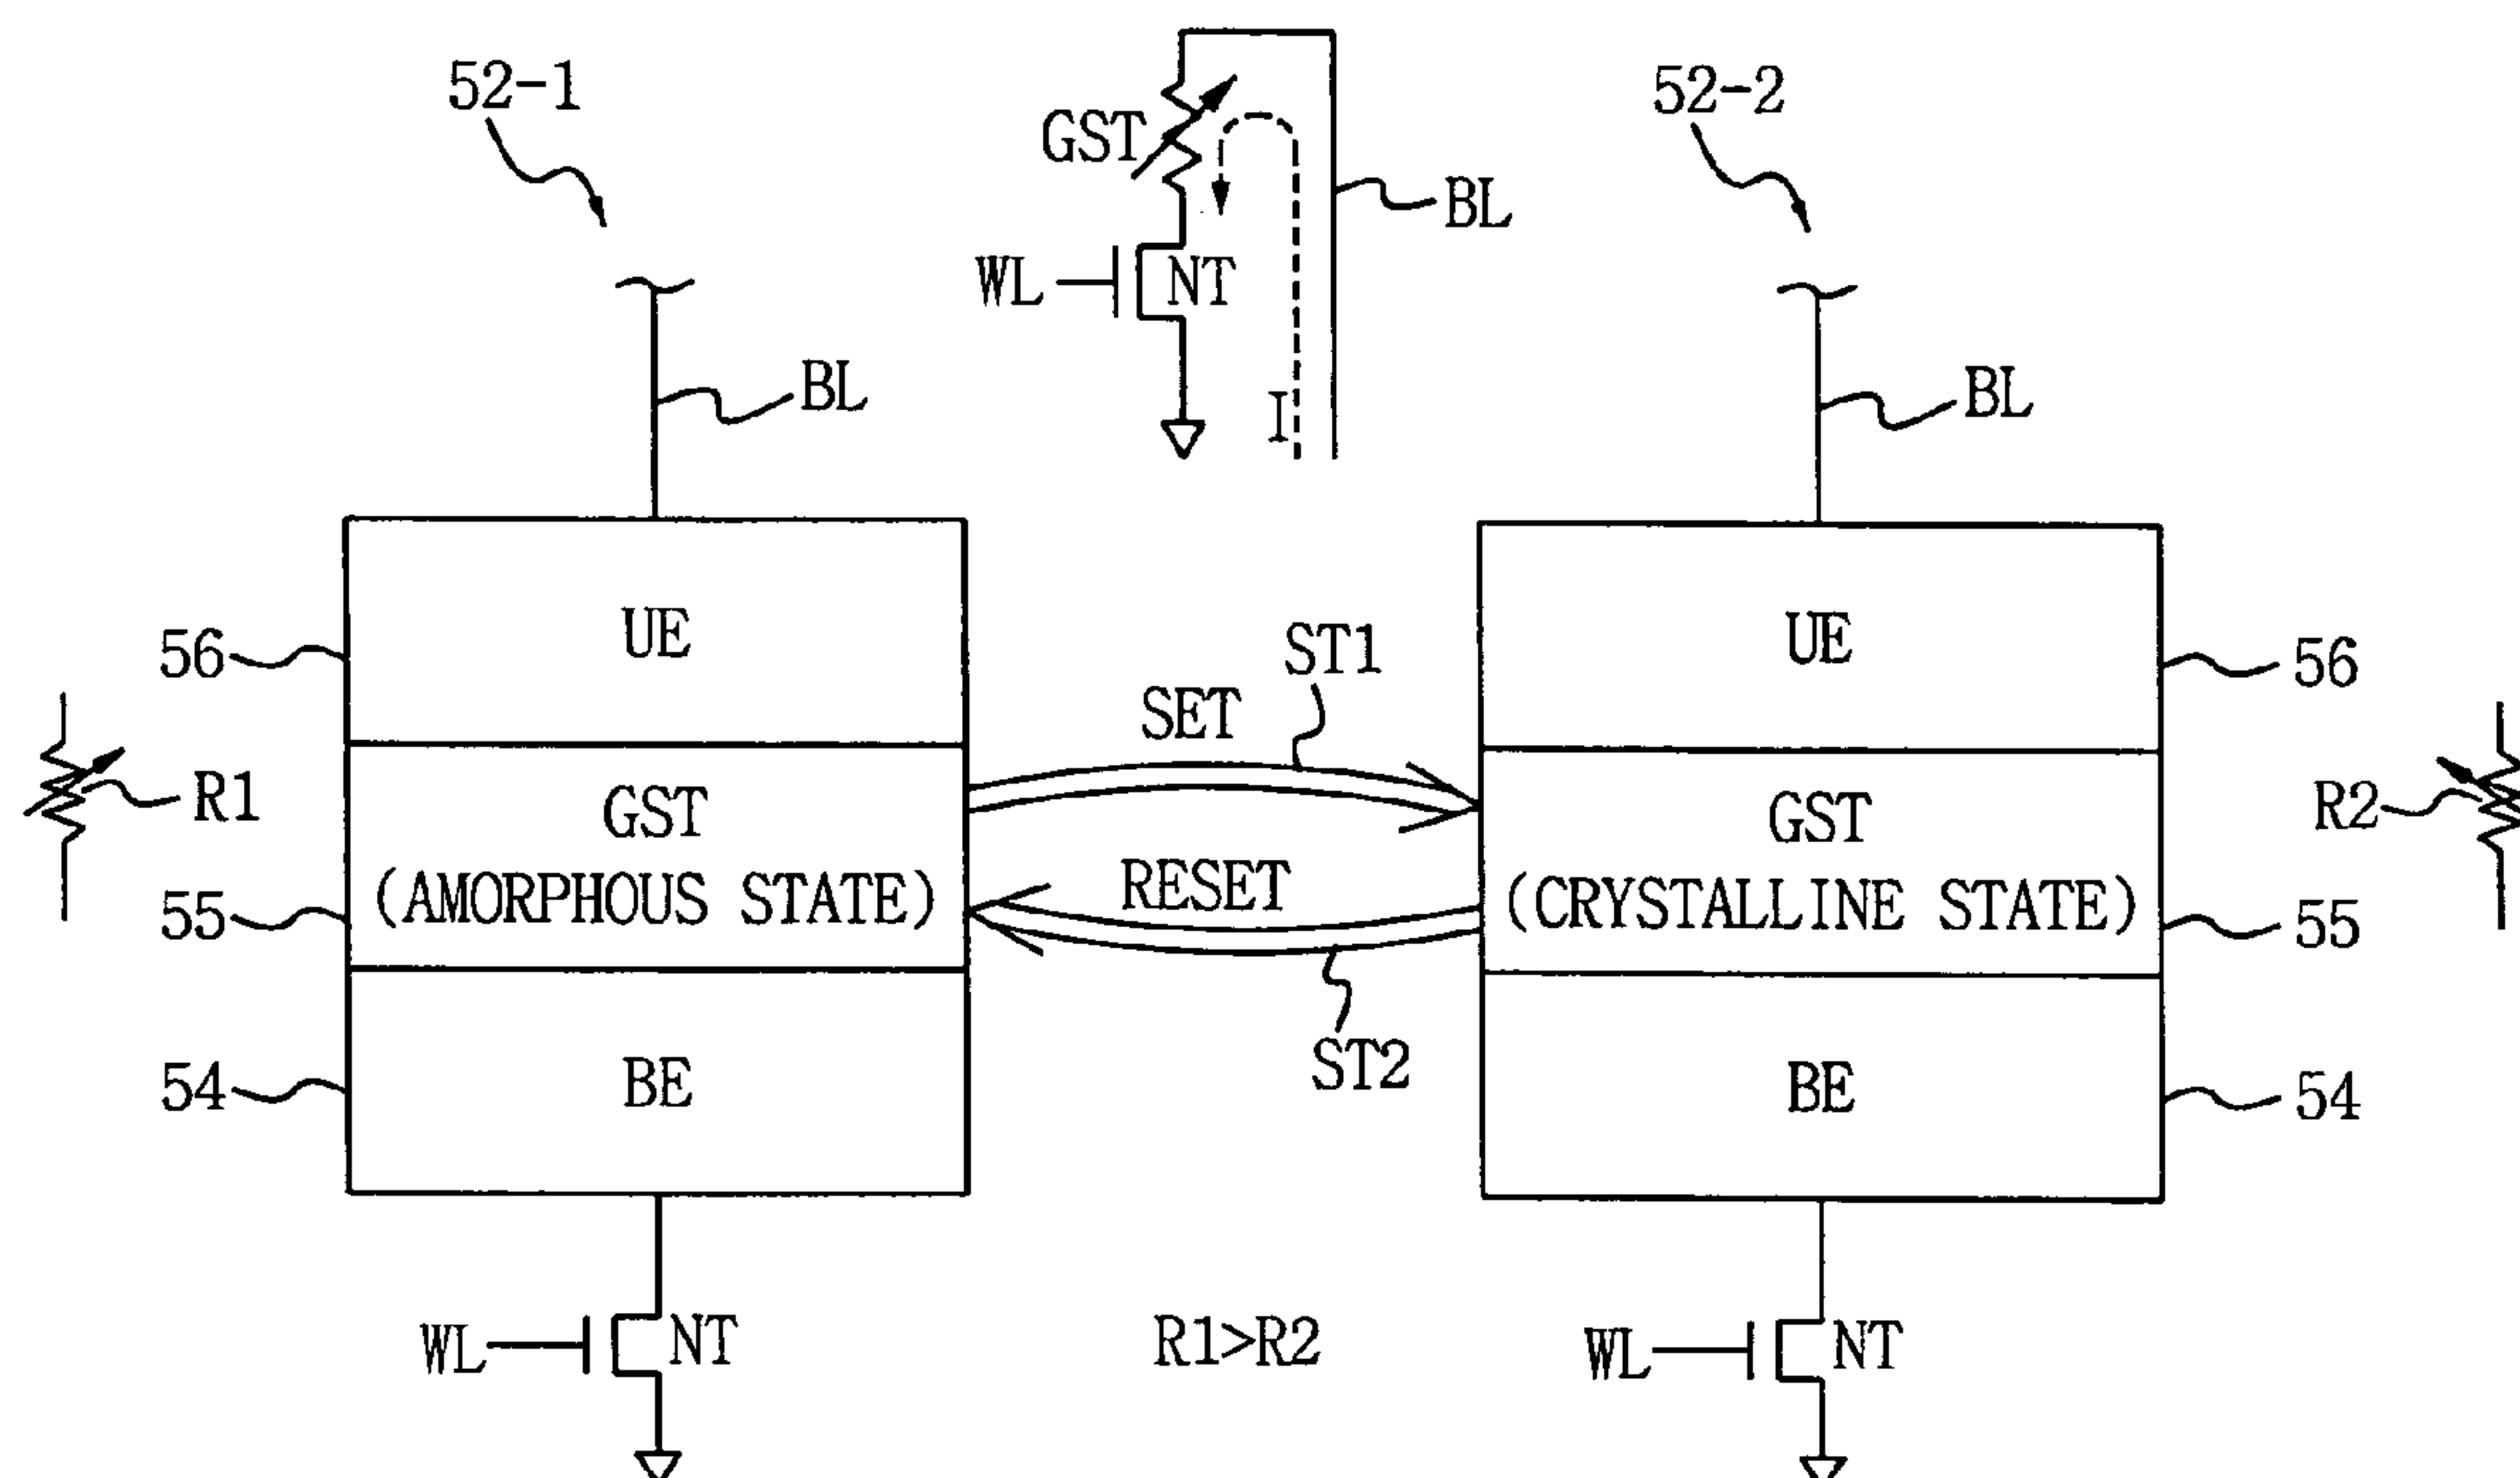 52-1
GST
WL
NT
I
BL
52-2
BL
BL
UE
56
R1
GST
(AMORPHOUS STATE)
55
BE
54
SET
ST1
RESET
ST2
UE
56
GST
(CRYSTALLINE STATE)
R2
55
BE
54
WL
NT
R1>R2
WL
NT